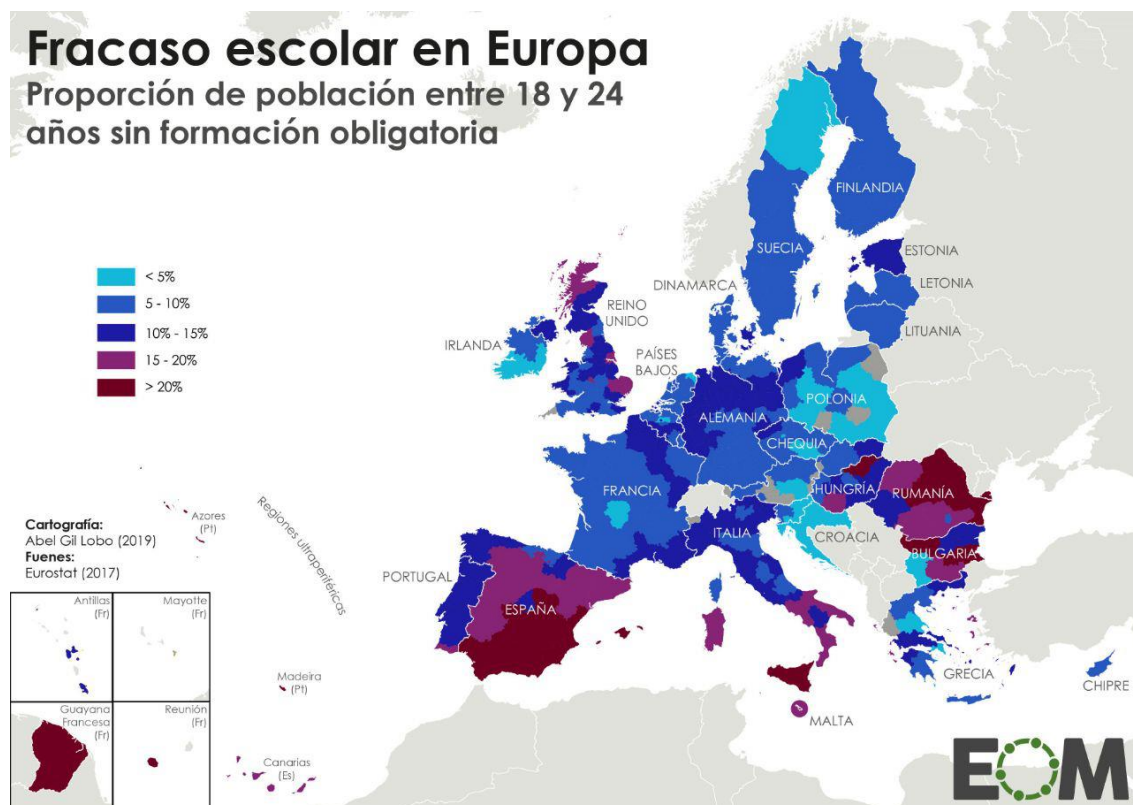 Fracaso escolar en Europa
Proporción de población entre 18 y 24
años sin formación obligatoria
< 5%
5 - 10%
10% - 15%
15 - 20%
> 20%
FINLANDIA
SUECIA
ESTONIA
LETONIA
LITUANIA
DINAMARCA
REINO
UNIDO
IRLANDA
PAÍSES
BAJOS
POLONIA
ALEMANIA
CHEQUIA
FRANCIA
HUNGRÍA
RUMANÍA
ITALIA
CROACIA
BULGARIA
PORTUGAL
ESPAÑA
GRECIA
CHIPRE
MALTA
Regiones ultraperiféricas
Azores
(Pt)
Madeira
(Pt)
Canarias
(Es)
Cartografía:
Abel Gil Lobo (2019)
Fuenes:
Eurostat (2017)
Antillas
(Fr)
Mayotte
(Fr)
Guayana
Francesa
(Fr)
Reunión
(Fr)
EOM